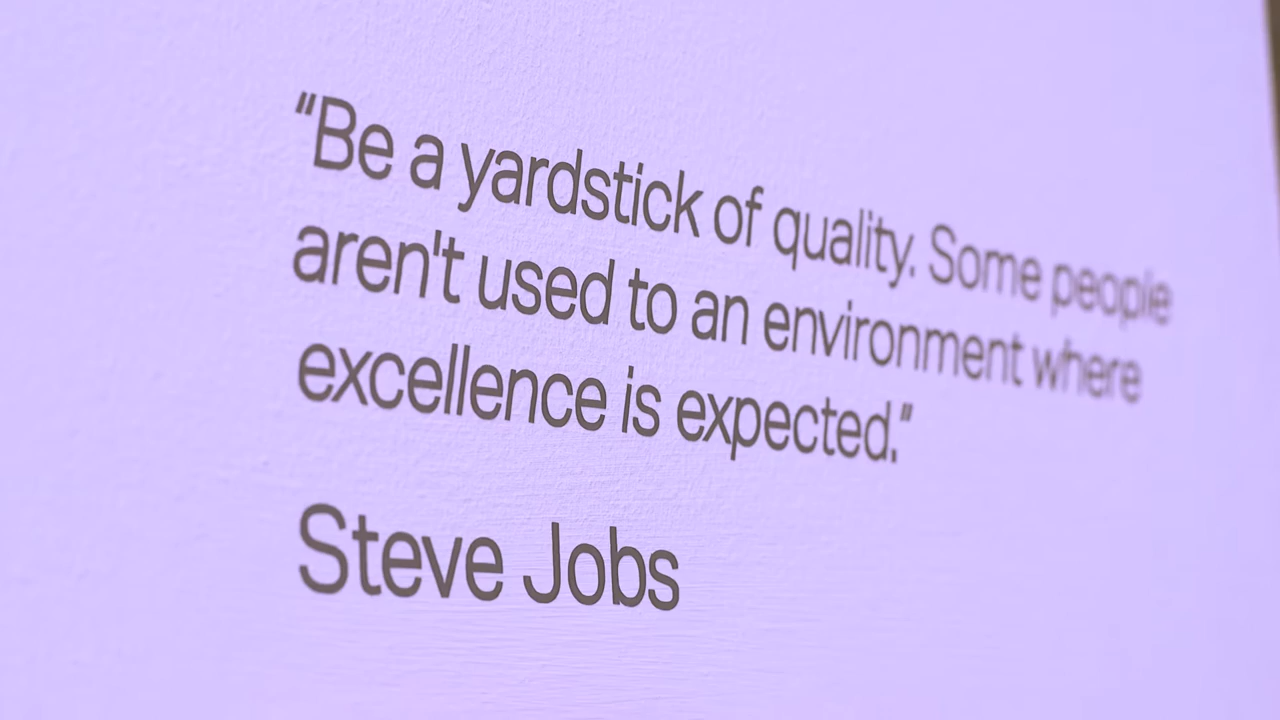 “Be a yardstick of quality. Some people
aren't used to an environment where
excellence is expected.”
Steve Jobs